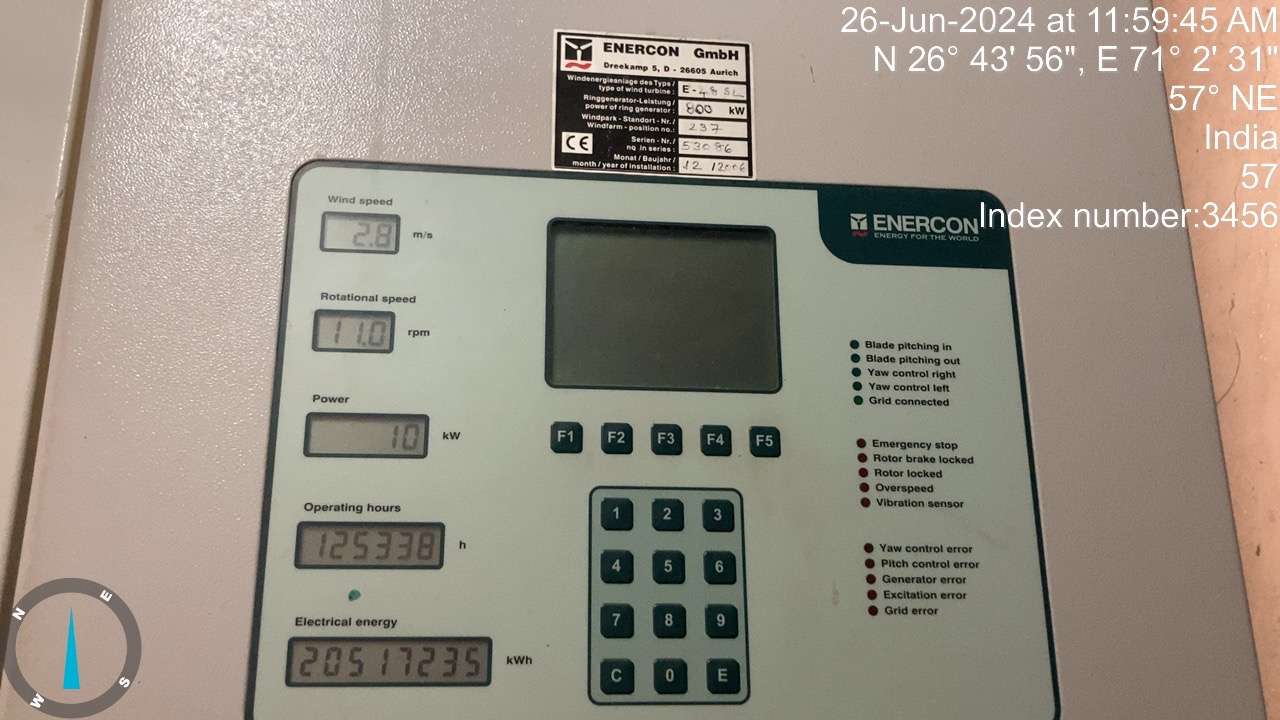 26-Jun-2024 at 11:59:45 AM
N 26° 43' 56", E 71° 2' 31"
57° NE
India
57
Index number:3456
ENERCON GmbH
Dreekamp 5, D - 26605 Aurich
Windenergieanlage des Type /
type of wind turbine : E-48 SL
Ringgenerator-Leistung /
power of ring generator : 800 kW
Windpark - Standort - Nr. /
Windfarm - position no.: 237
Serien - Nr. /
no. in series : 53086
Monat / Baujahr /
month / year of installation : 12 / 2006
ENERCON
ENERGY FOR THE WORLD
Wind speed
2.8 m/s
Rotational speed
11.0 rpm
Power
10 kW
Operating hours
125338 h
Electrical energy
20517235 kWh
F1 F2 F3 F4 F5
1 2 3
4 5 6
7 8 9
C 0 E
Blade pitching in
Blade pitching out
Yaw control right
Yaw control left
Grid connected
Emergency stop
Rotor brake locked
Rotor locked
Overspeed
Vibration sensor
Yaw control error
Pitch control error
Generator error
Excitation error
Grid error
N E
W S